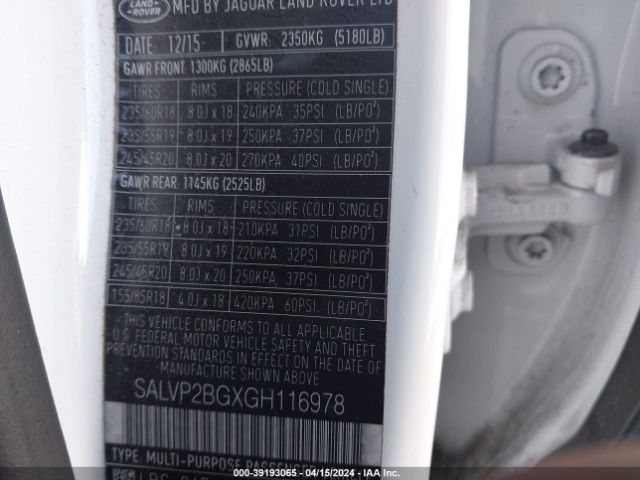 LAND ROVER
MFD BY JAGUAR LAND ROVER LTD
DATE 12/15 GVWR 2350KG (5180LB)
GAWR FRONT: 1300KG (2865LB)
TIRES RIMS PRESSURE (COLD SINGLE)
235/60R18 8.0J x 18 240KPA 35PSI (LB/PO²)
235/55R19 8.0J x 19 250KPA 37PSI (LB/PO²)
245/45R20 8.0J x 20 270KPA 40PSI (LB/PO²)
GAWR REAR: 1145KG (2525LB)
TIRES RIMS PRESSURE (COLD SINGLE)
235/60R18 8.0J x 18 210KPA 31PSI (LB/PO²)
235/55R19 8.0J x 19 220KPA 32PSI (LB/PO²)
245/45R20 8.0J x 20 250KPA 37PSI (LB/PO²)
155/85R18 4.0J x 18 420KPA 60PSI. (LB/PO²)
THIS VEHICLE CONFORMS TO ALL APPLICABLE
U.S FEDERAL MOTOR VEHICLE SAFETY AND THEFT
PREVENTION STANDARDS IN EFFECT ON THE DATE OF
MANUFACTURE SHOWN ABOVE.
SALVP2BGXGH116978
TYPE: MULTI-PURPOSE PASSENGER
IAA 39193065 | 04/15/2024 | IAA Inc.